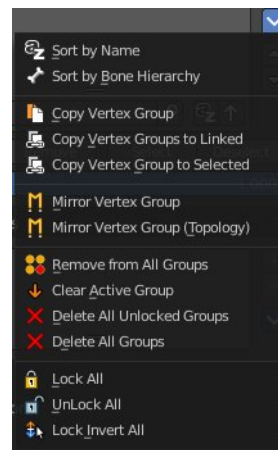 Sort by Name
Sort by Bone Hierarchy
Copy Vertex Group
Copy Vertex Groups to Linked
Copy Vertex Group to Selected
Mirror Vertex Group
Mirror Vertex Group (Topology)
Remove from All Groups
Clear Active Group
Delete All Unlocked Groups
Delete All Groups
Lock All
UnLock All
Lock Invert All